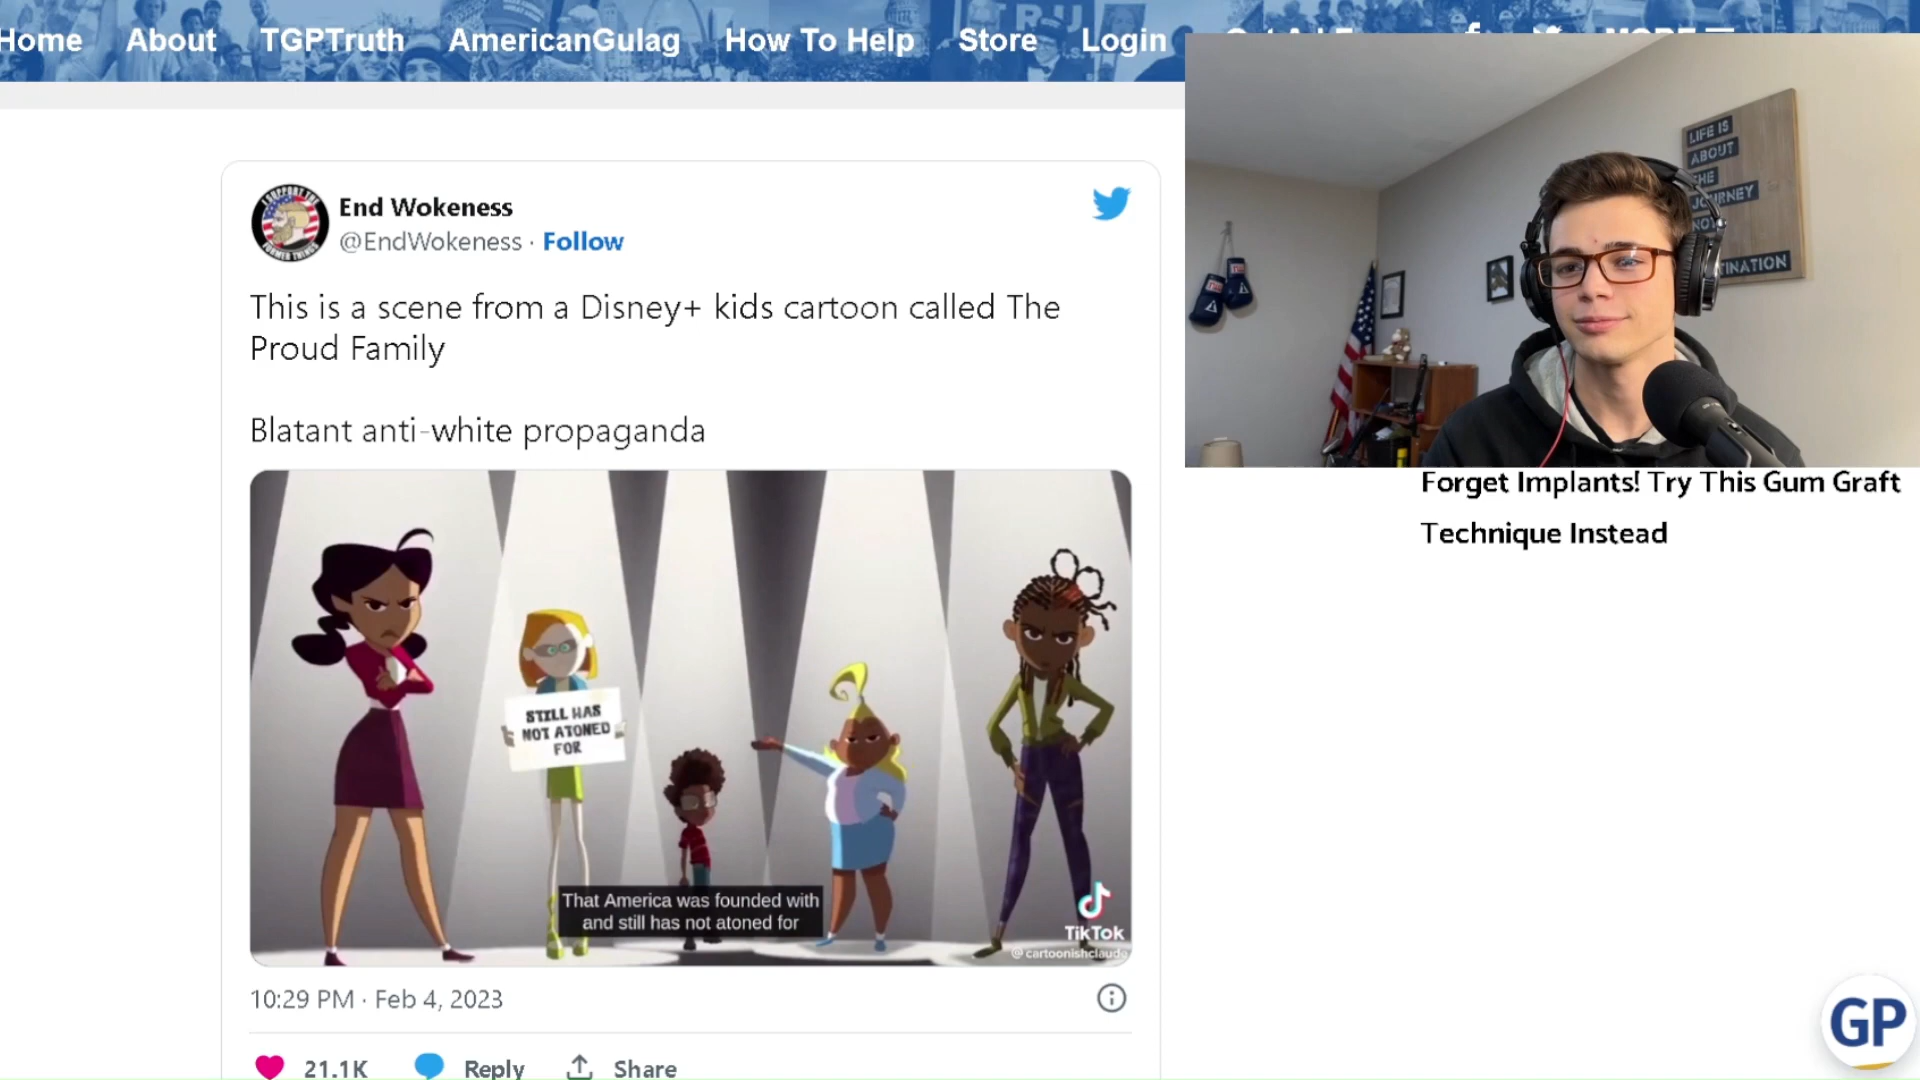 Home About TGPTruth AmericanGulag How To Help Store Login
End Wokeness
@EndWokeness · Follow
This is a scene from a Disney+ kids cartoon called The
Proud Family
Blatant anti-white propaganda
STILL HAS
NOT ATONED
FOR
That America was founded with
and still has not atoned for
TikTok
@cartoonishclauda
10:29 PM · Feb 4, 2023
21.1K Reply Share
LIFE IS
ABOUT
THE
JOURNEY
NOT
TINATION
Forget Implants! Try This Gum Graft
Technique Instead
GP